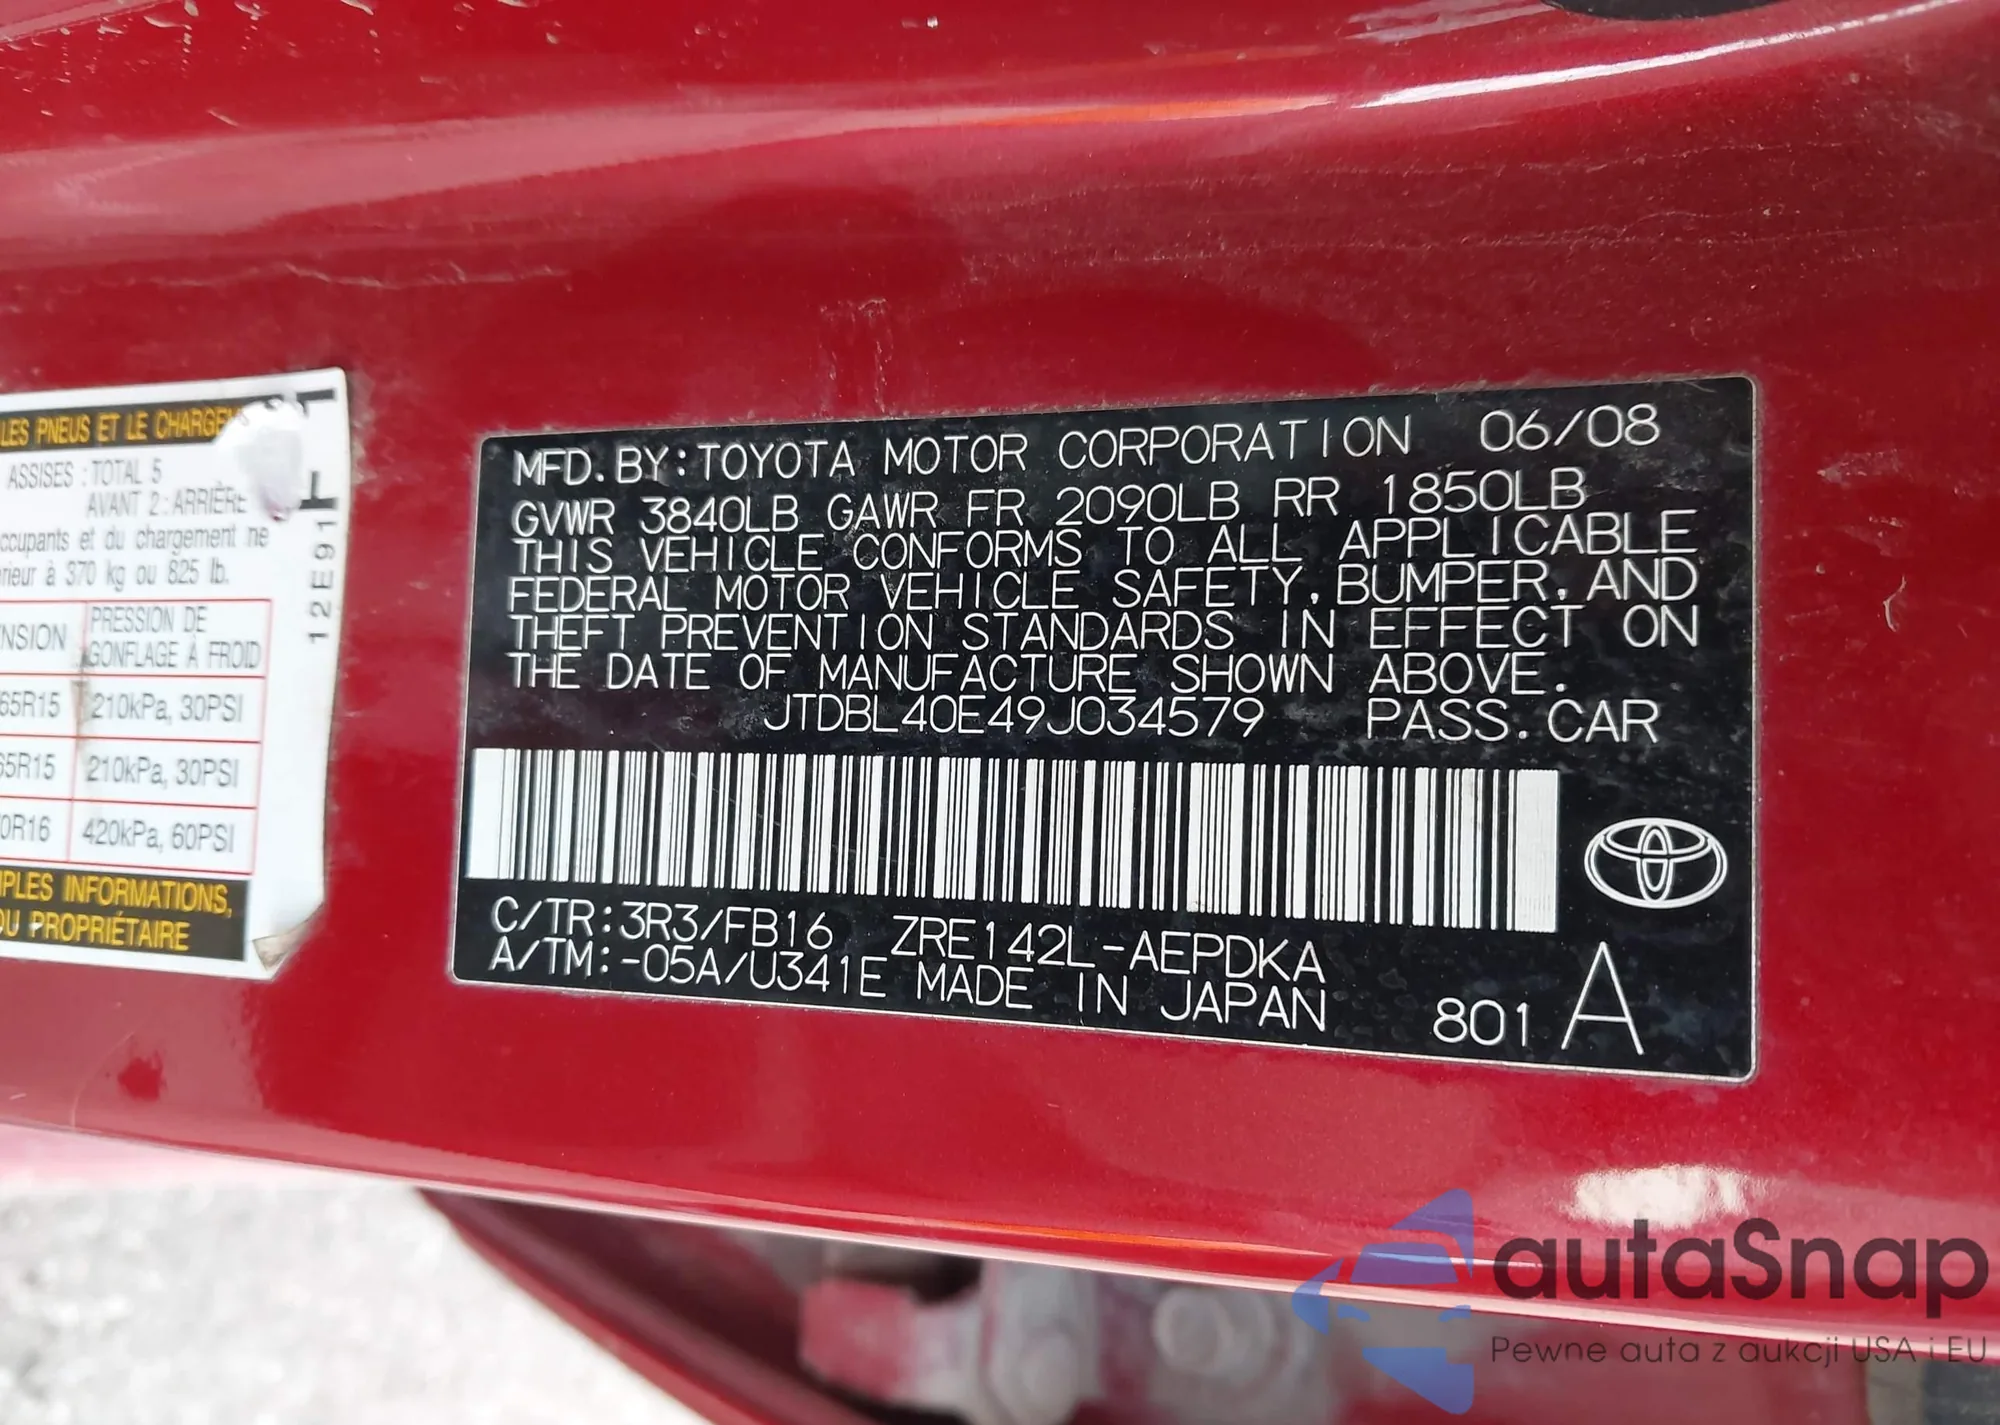 LES PNEUS ET LE CHARGEM
ASSISES : TOTAL 5
AVANT 2 : ARRIÈRE
ccupants et du chargement ne
rieur à 370 kg ou 825 lb.
NSION PRESSION DE
GONFLAGE À FROID
65R15 210kPa, 30PSI
65R15 210kPa, 30PSI
0R16 420kPa, 60PSI
MPLES INFORMATIONS,
DU PROPRIÉTAIRE
12E91
MFD. BY: TOYOTA MOTOR CORPORATION 06/08
GVWR 3840LB GAWR FR 2090LB RR 1850LB
THIS VEHICLE CONFORMS TO ALL APPLICABLE
FEDERAL MOTOR VEHICLE SAFETY, BUMPER, AND
THEFT PREVENTION STANDARDS IN EFFECT ON
THE DATE OF MANUFACTURE SHOWN ABOVE.
JTDBL40E49J034579 PASS. CAR
C/TR:3R3/FB16 ZRE142L-AEPDKA
A/TM:-05A/U341E MADE IN JAPAN
801 A
autaSnap
Pewne auta z aukcji USA i EU